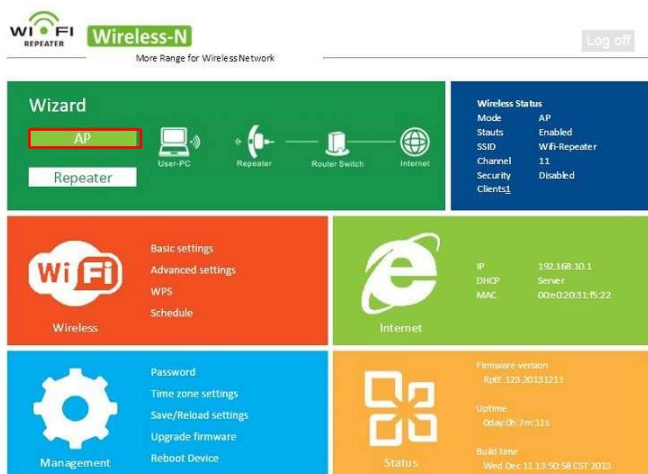 WI FI
REPEATER
Wireless-N
More Range for Wireless Network
Log off
Wizard
AP
Repeater
User-PC
Repeater
Router Switch
Internet
Wireless Status
Mode AP
Stauts Enabled
SSID Wifi-Repeater
Channel 11
Security Disabled
Clients1
Wi Fi
Wireless
Basic settings
Advanced settings
WPS
Schedule
Internet
IP 192.168.10.1
DHCP Server
MAC 00:e0:20:31:f5:22
Management
Password
Time zone settings
Save/Reload settings
Upgrade firmware
Reboot Device
Status
Firmware version
RptE.123.20131211
Uptime
0day:0h:7m:11s
Build time
Wed Dec 11 13:50:58 CST 2013